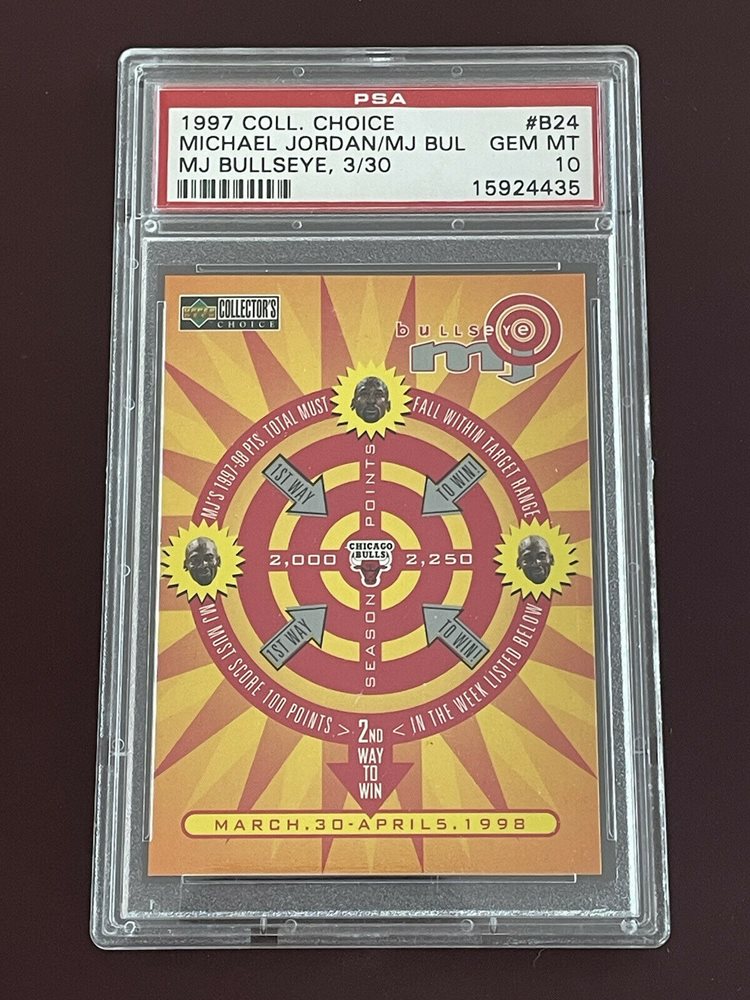 PSA
1997 COLL. CHOICE #B24
MICHAEL JORDAN/MJ BUL GEM MT
MJ BULLSEYE, 3/30 10
15924435
UPPER DECK COLLECTOR'S
CHOICE
bullseye
mj
MJ'S 1997-98 PTS. TOTAL MUST FALL WITHIN TARGET RANGE
1ST WAY TO WIN!
SEASON POINTS
2,000 2,250
CHICAGO
BULLS
1ST WAY TO WIN!
MJ MUST SCORE 100 POINTS > < IN THE WEEK LISTED BELOW
2ND
WAY
TO
WIN
MARCH.30-APRIL5.1998